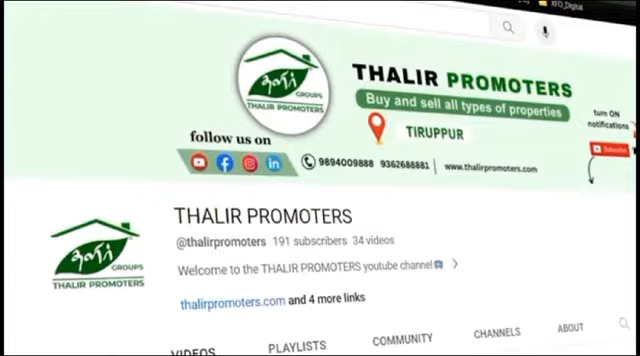 XFO_Digital
தளிர்
GROUPS
THALIR PROMOTERS
THALIR PROMOTERS
Buy and sell all types of properties
TIRUPPUR
turn ON
notifications
Subscribe
follow us on
9894009888 9362688881 | www.thalirpromoters.com
தளிர்
GROUPS
THALIR PROMOTERS
THALIR PROMOTERS
@thalirpromoters 191 subscribers 34 videos
Welcome to the THALIR PROMOTERS youtube channel
thalirpromoters.com and 4 more links
VIDEOS PLAYLISTS COMMUNITY CHANNELS ABOUT